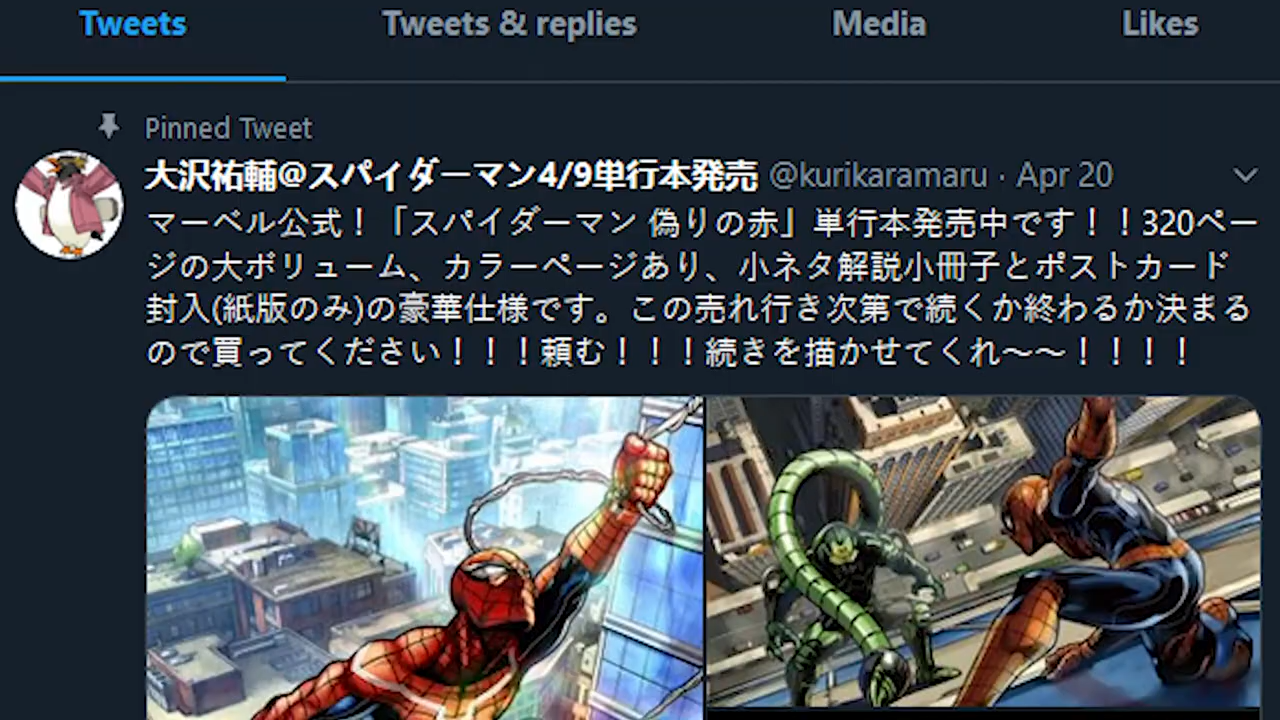 Tweets Tweets & replies Media Likes
Pinned Tweet
大沢祐輔@スパイダーマン4/9単行本発売 @kurikaramaru · Apr 20
マーベル公式！「スパイダーマン 偽りの赤」単行本発売中です！！320ペー
ジの大ボリューム、カラーページあり、小ネタ解説小冊子とポストカード
封入(紙版のみ)の豪華仕様です。この売れ行き次第で続くか終わるか決まる
ので買ってください！！！頼む！！！続きを描かせてくれ〜〜！！！！